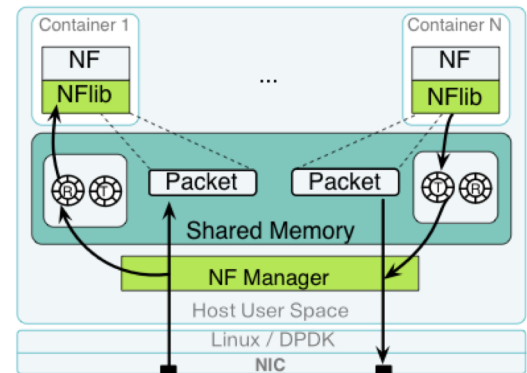 Container 1
Container N
NF
NF
NFlib
...
NFlib
R
T
Packet
Packet
T
R
Shared Memory
NF Manager
Host User Space
Linux / DPDK
NIC